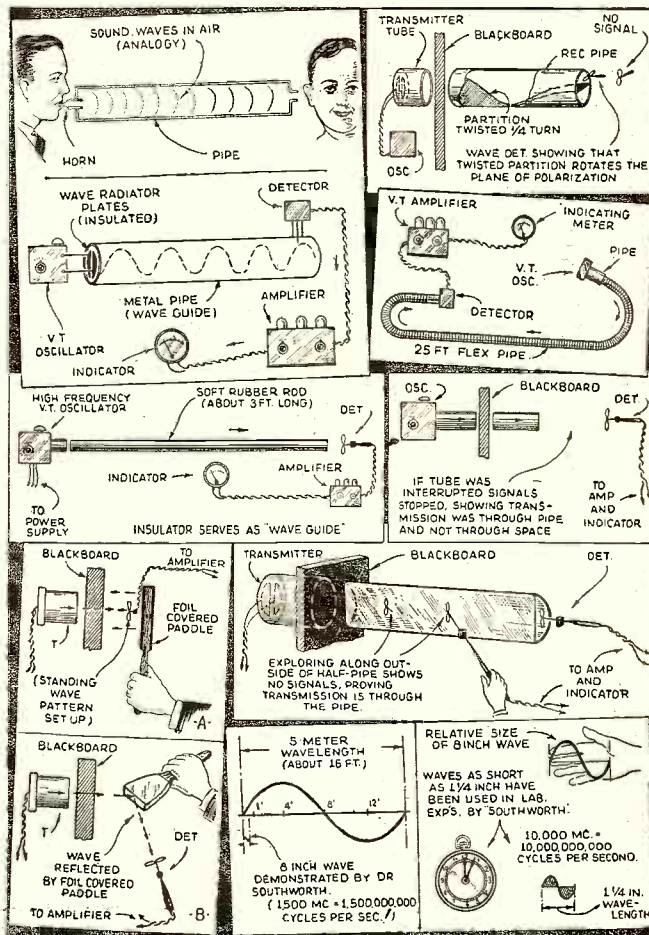 SOUND WAVES IN AIR
(ANALOGY)
HORN
PIPE
WAVE RADIATOR
PLATES
(INSULATED)
DETECTOR
METAL PIPE
(WAVE GUIDE)
AMPLIFIER
V.T.
OSCILLATOR
INDICATOR
TRANSMITTER
TUBE
BLACKBOARD
NO
SIGNAL
REC PIPE
PARTITION
TWISTED 1/4 TURN
OSC
WAVE DET. SHOWING THAT
TWISTED PARTITION ROTATES THE
PLANE OF POLARIZATION
V.T AMPLIFIER
INDICATING
METER
PIPE
V.T.
OSC.
DETECTOR
25 FT FLEX PIPE
HIGH FREQUENCY
V.T. OSCILLATOR
SOFT RUBBER ROD
(ABOUT 3 FT. LONG)
DET
INDICATOR
AMPLIFIER
TO
POWER
SUPPLY
INSULATOR SERVES AS "WAVE GUIDE"
OSC.
BLACKBOARD
DET.
IF TUBE WAS
INTERRUPTED SIGNALS
STOPPED, SHOWING TRANS-
MISSION WAS THROUGH PIPE
AND NOT THROUGH SPACE
TO
AMP
AND
INDICATOR
BLACKBOARD
TO
AMPLIFIER
FOIL
COVERED
PADDLE
T
(STANDING
WAVE
PATTERN
SET UP)
-A-
TRANSMITTER
BLACKBOARD
DET.
EXPLORING ALONG OUT-
SIDE OF HALF-PIPE SHOWS
NO SIGNALS, PROVING
TRANSMISSION IS THROUGH
THE PIPE.
TO AMP
AND
INDICATOR
BLACKBOARD
T
WAVE
REFLECTED
BY FOIL COVERED
PADDLE
DET
TO AMPLIFIER
-B-
5 METER
WAVELENGTH
(ABOUT 16 FT.)
1' 4' 8' 12'
8 INCH WAVE
DEMONSTRATED BY DR
SOUTHWORTH.
(1,500 MC = 1,500,000,000
CYCLES PER SEC.!)
RELATIVE SIZE
OF 8 INCH WAVE
WAVES AS SHORT
AS 1 1/4 INCH HAVE
BEEN USED IN LAB.
EXP'S. BY "SOUTHWORTH".
10,000 MC. =
10,000,000,000
CYCLES PER SECOND.
1 1/4 IN.
WAVE-
LENGTH